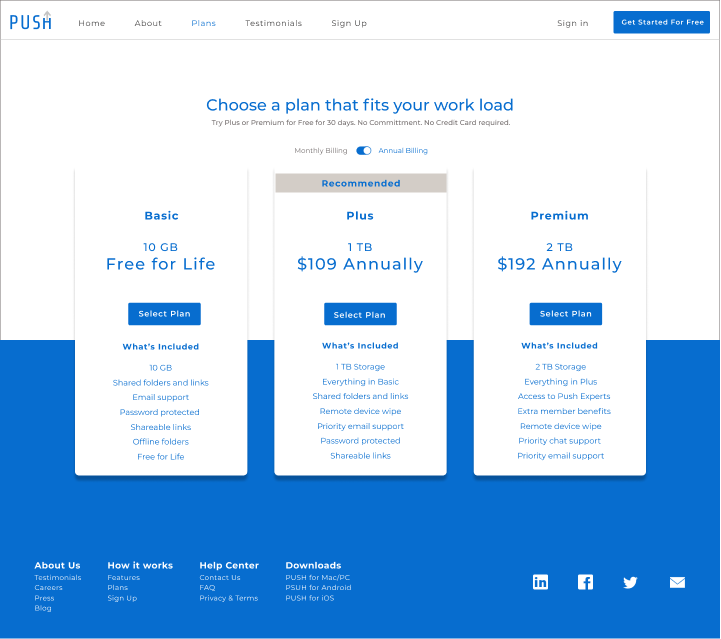 PUSH Home About Plans Testimonials Sign Up Sign in Get Started For Free
Choose a plan that fits your work load
Try Plus or Premium for Free for 30 days. No Committment. No Credit Card required.
Monthly Billing Annual Billing
Basic
10 GB
Free for Life
Select Plan
What's Included
10 GB
Shared folders and links
Email support
Password protected
Shareable links
Offline folders
Free for Life
Recommended
Plus
1 TB
$109 Annually
Select Plan
What's Included
1 TB Storage
Everything in Basic
Shared folders and links
Remote device wipe
Priority email support
Password protected
Shareable links
Premium
2 TB
$192 Annually
Select Plan
What's Included
2 TB Storage
Everything in Plus
Access to Push Experts
Extra member benefits
Remote device wipe
Priority chat support
Priority email support
About Us
Testimonials
Careers
Press
Blog
How it works
Features
Plans
Sign Up
Help Center
Contact Us
FAQ
Privacy & Terms
Downloads
PUSH for Mac/PC
PSUH for Android
PUSH for iOS